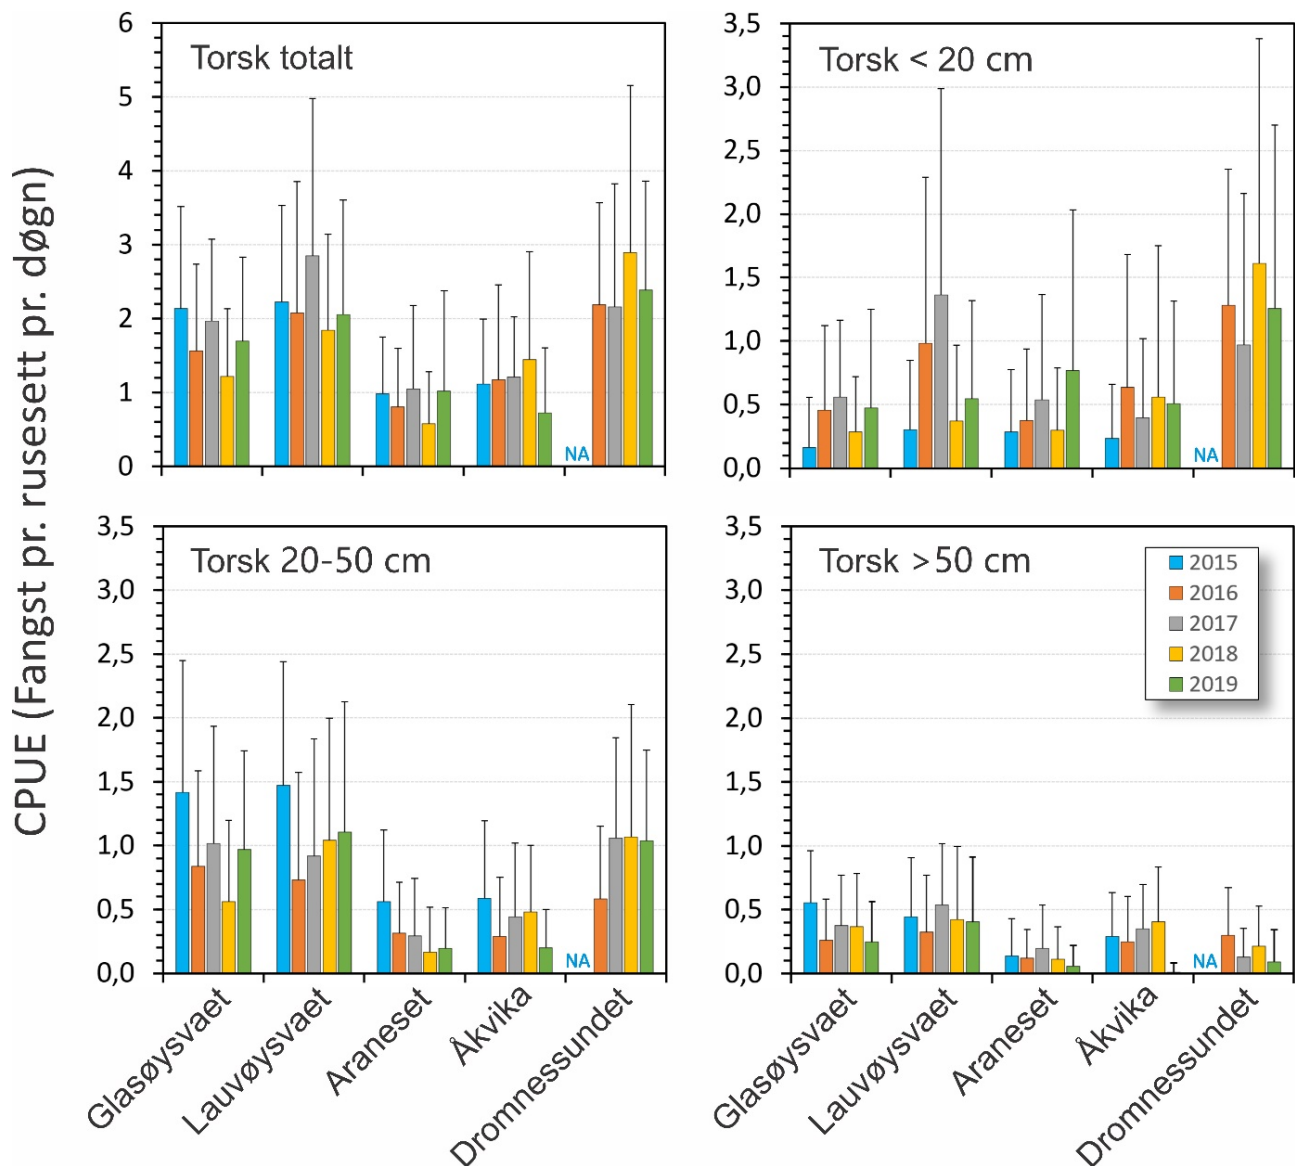 CPUE (Fangst pr. rusesett pr. døgn)
Torsk totalt
6
5
4
3
2
1
0
NA
Torsk < 20 cm
3,5
3,0
2,5
2,0
1,5
1,0
0,5
0,0
NA
Torsk 20-50 cm
3,5
3,0
2,5
2,0
1,5
1,0
0,5
0,0
NA
Glasøysvaet
Lauvøysvaet
Araneset
Åkvika
Dromnessundet
Torsk >50 cm
3,5
3,0
2,5
2,0
1,5
1,0
0,5
0,0
2015
2016
2017
2018
2019
NA
Glasøysvaet
Lauvøysvaet
Araneset
Åkvika
Dromnessundet